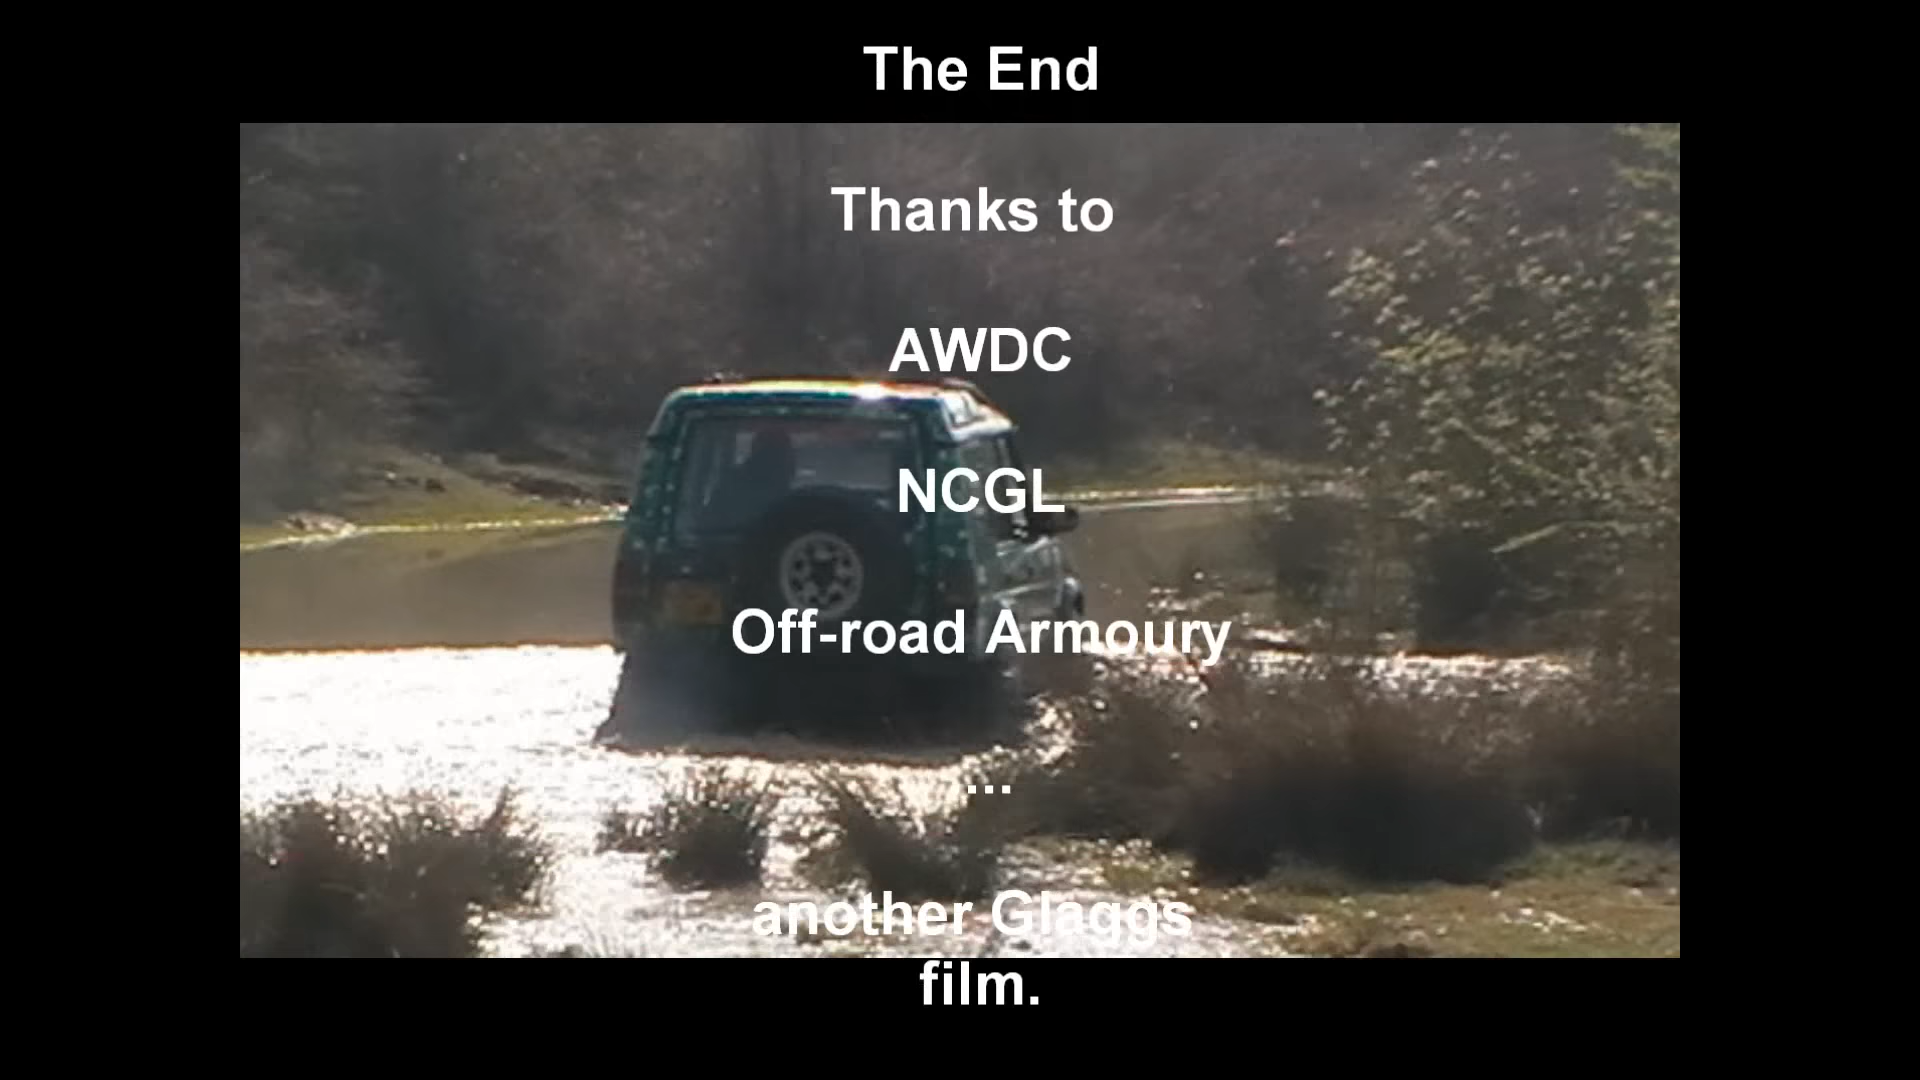 The End
Thanks to
AWDC
NCGL
Off-road Armoury
...
another Glaggs
film.